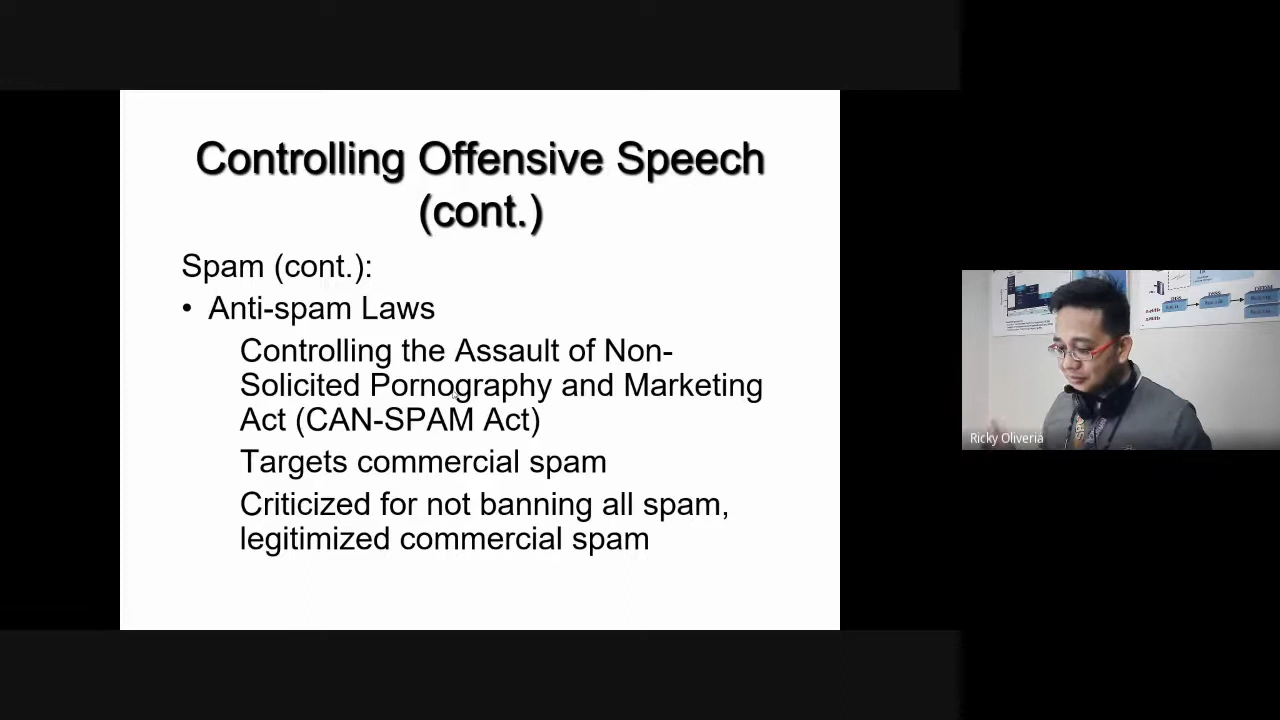 Controlling Offensive Speech
(cont.)
Spam (cont.):
• Anti-spam Laws
Controlling the Assault of Non-
Solicited Pornography and Marketing
Act (CAN-SPAM Act)
Targets commercial spam
Criticized for not banning all spam,
legitimized commercial spam
Ricky Oliveria